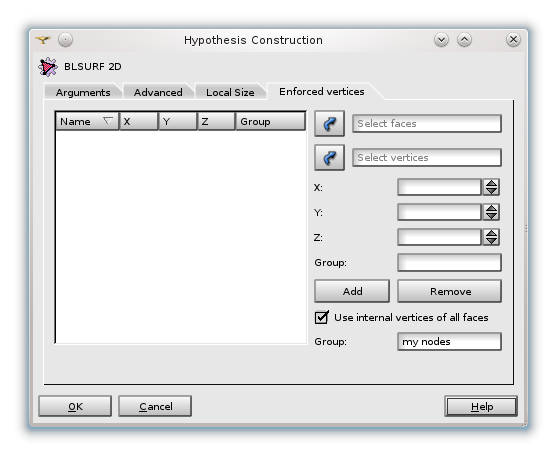 Hypothesis Construction
BLSURF 2D
Arguments Advanced Local Size Enforced vertices
Name X Y Z Group
Select faces
Select vertices
X:
Y:
Z:
Group:
Add Remove
Use internal vertices of all faces
Group: my nodes
OK Cancel Help